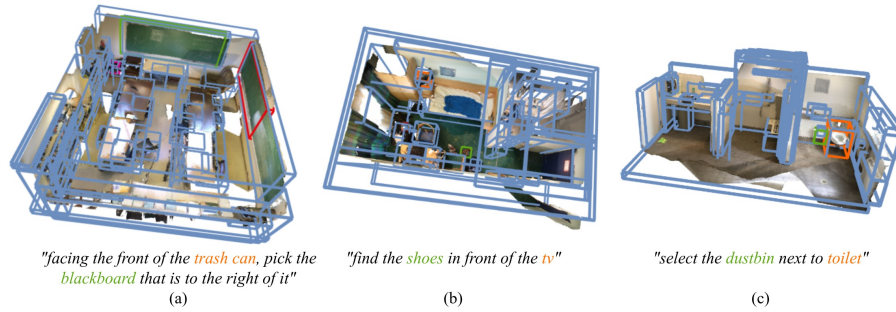 "facing the front of the trash can, pick the
blackboard that is to the right of it"
(a)
"find the shoes in front of the tv"
(b)
"select the dustbin next to toilet"
(c)